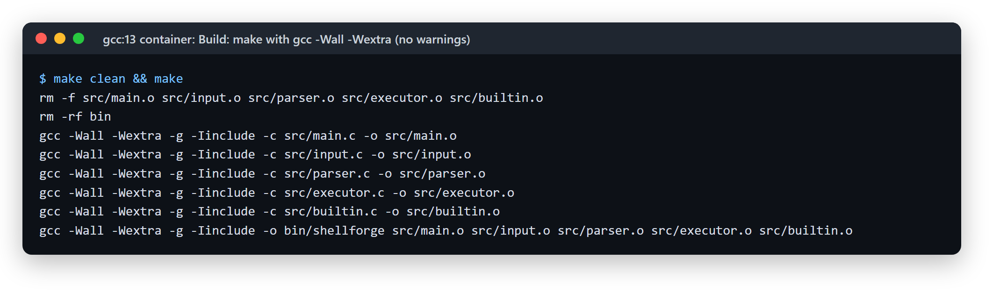 gcc:13 container: Build: make with gcc -Wall -Wextra (no warnings)
$ make clean && make
rm -f src/main.o src/input.o src/parser.o src/executor.o src/builtin.o
rm -rf bin
gcc -Wall -Wextra -g -Iinclude -c src/main.c -o src/main.o
gcc -Wall -Wextra -g -Iinclude -c src/input.c -o src/input.o
gcc -Wall -Wextra -g -Iinclude -c src/parser.c -o src/parser.o
gcc -Wall -Wextra -g -Iinclude -c src/executor.c -o src/executor.o
gcc -Wall -Wextra -g -Iinclude -c src/builtin.c -o src/builtin.o
gcc -Wall -Wextra -g -Iinclude -o bin/shellforge src/main.o src/input.o src/parser.o src/executor.o src/builtin.o